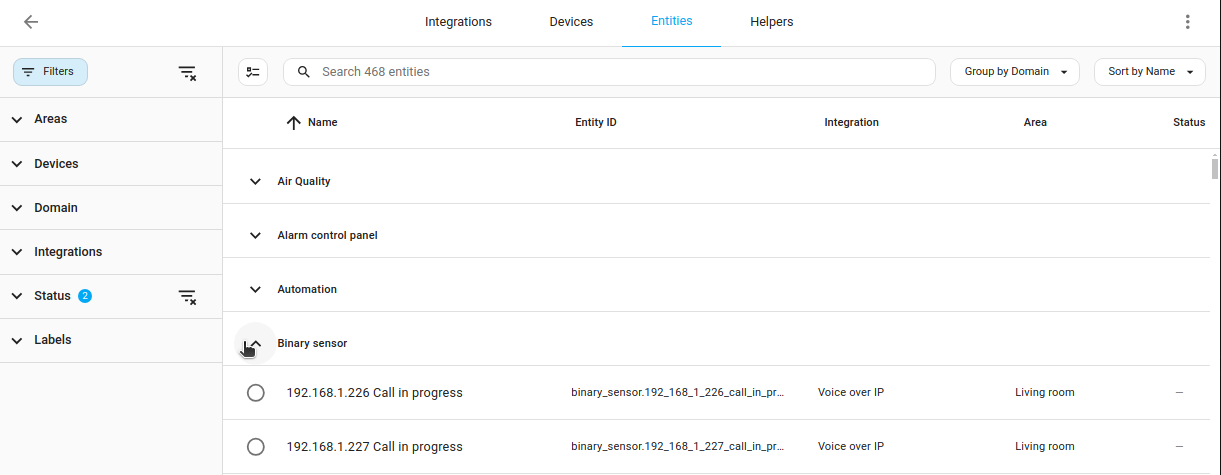 Integrations Devices Entities Helpers
Filters Search 468 entities Group by Domain Sort by Name
Areas
Devices
Domain
Integrations
Status 2
Labels
Name Entity ID Integration Area Status
Air Quality
Alarm control panel
Automation
Binary sensor
192.168.1.226 Call in progress binary_sensor.192_168_1_226_call_in_pr… Voice over IP Living room –
192.168.1.227 Call in progress binary_sensor.192_168_1_227_call_in_pr… Voice over IP Living room –